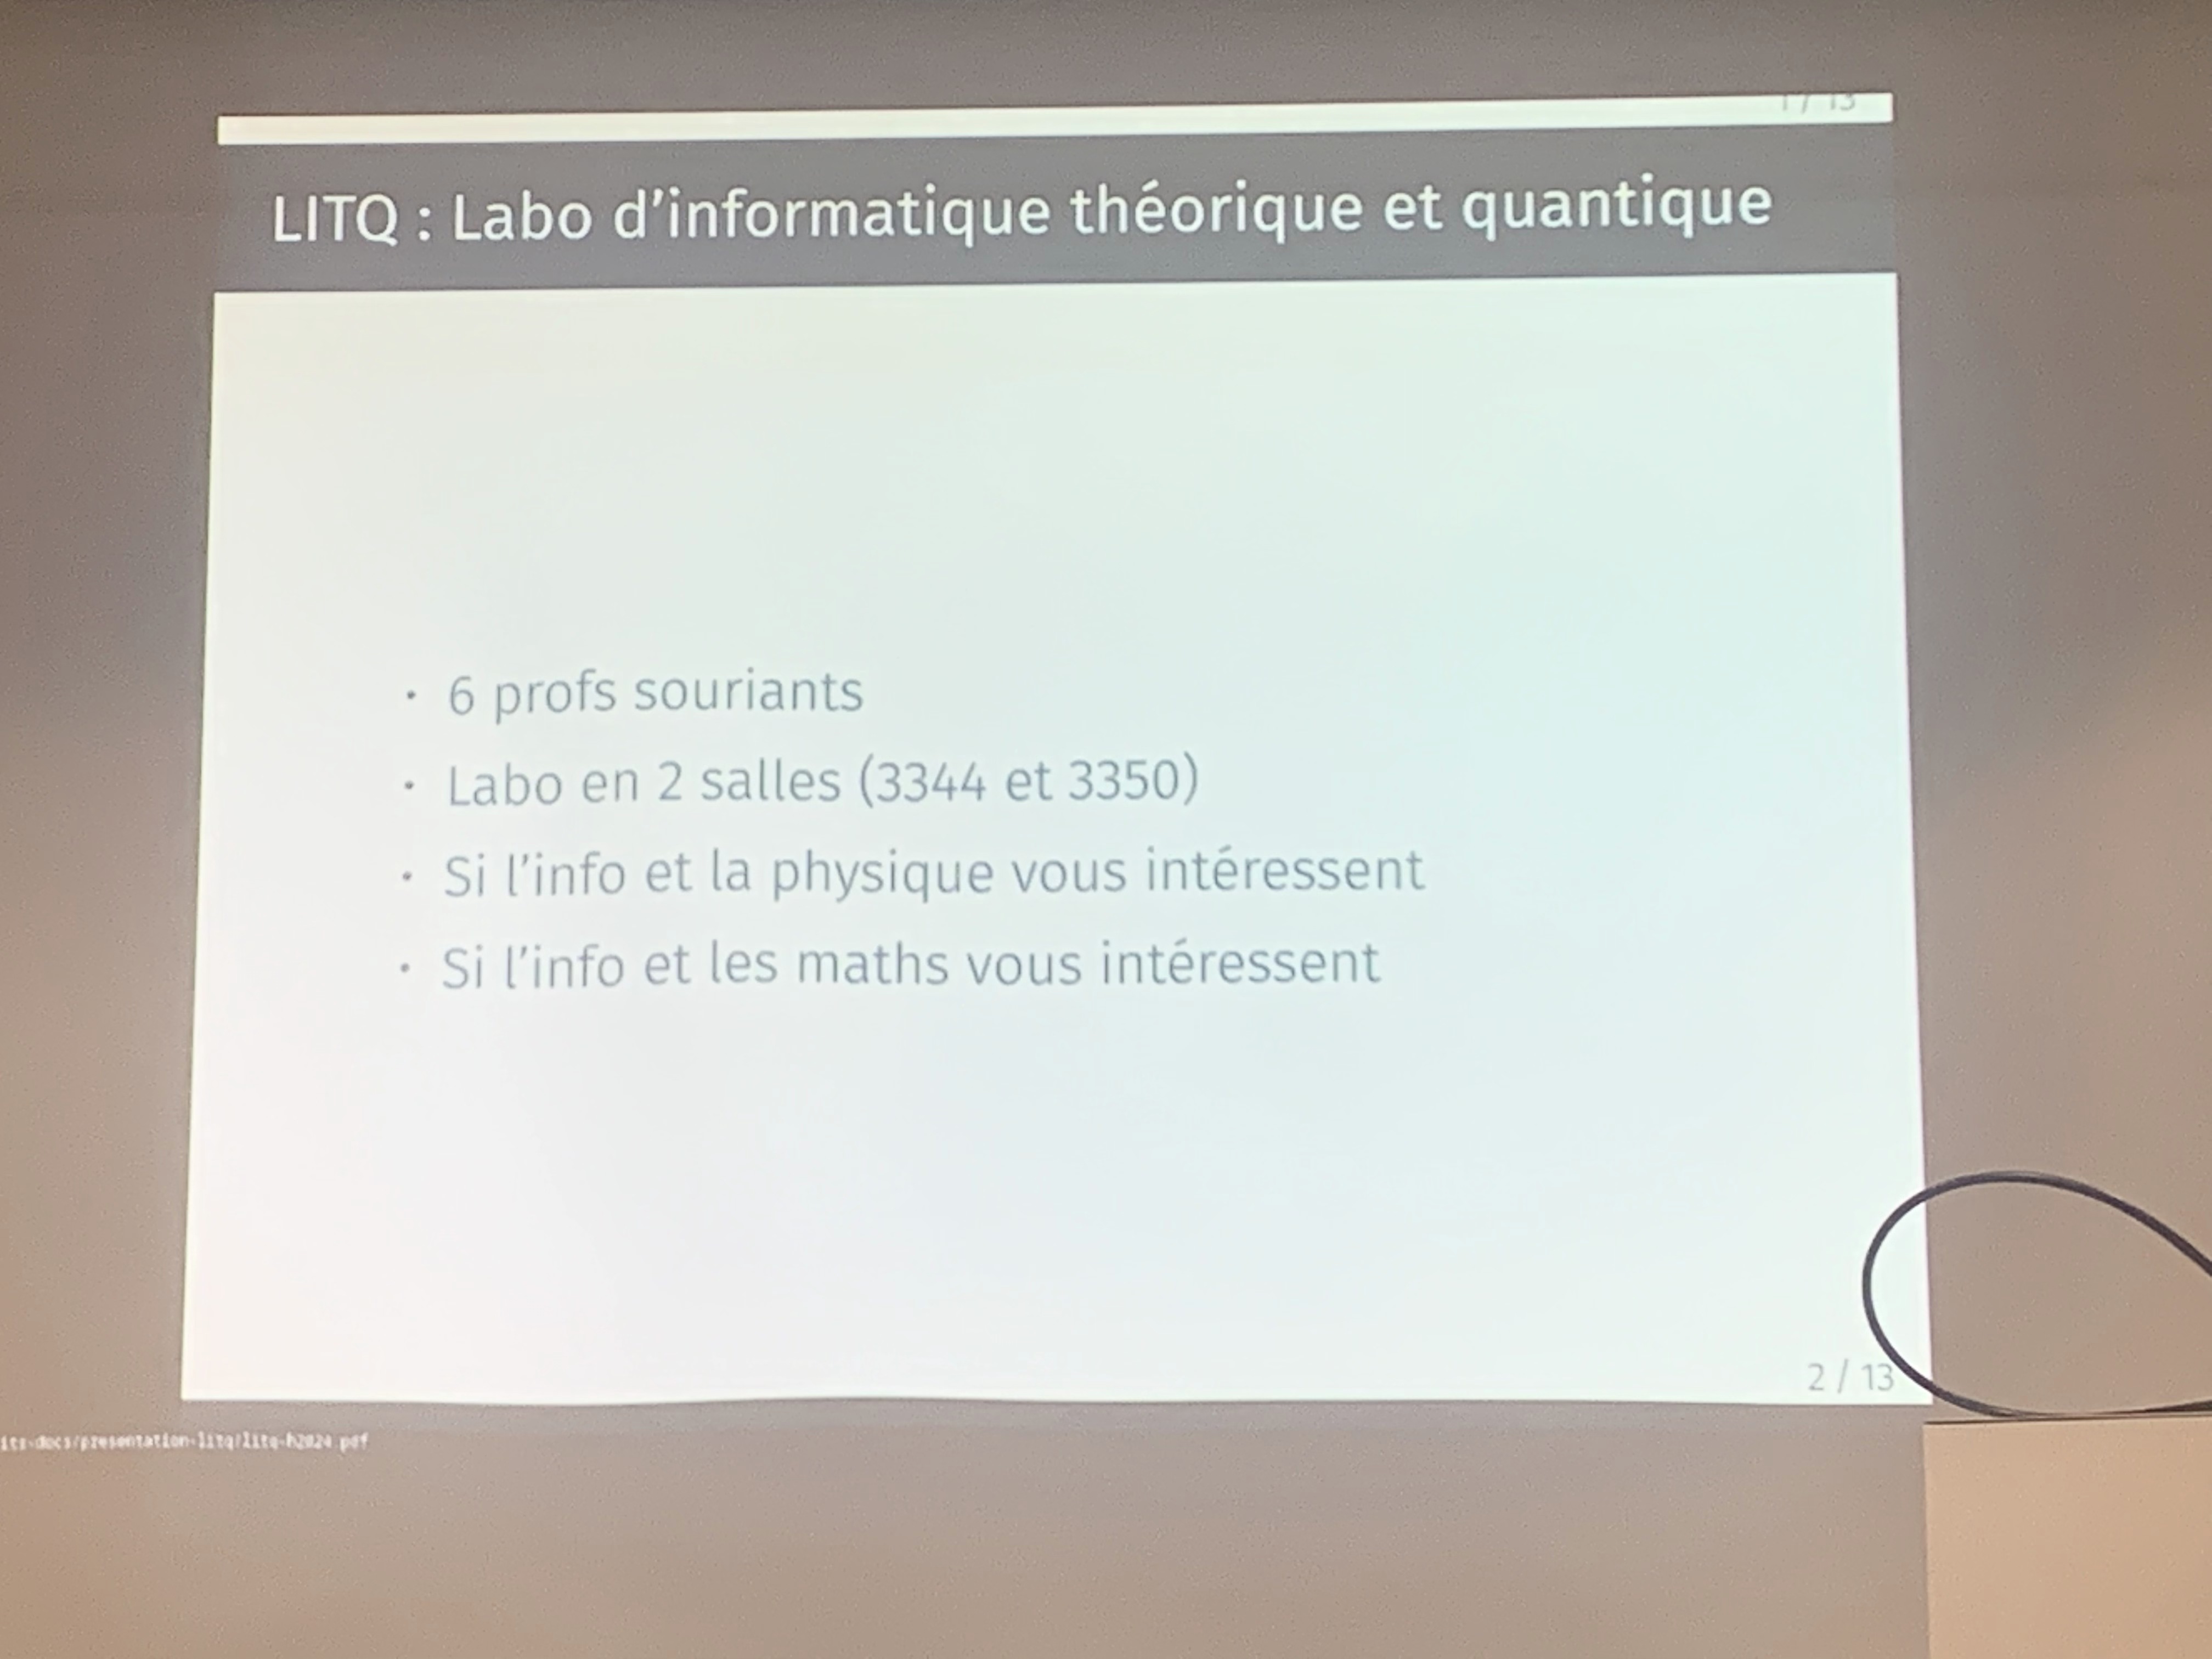 1 / 13
LITQ : Labo d’informatique théorique et quantique
· 6 profs souriants
· Labo en 2 salles (3344 et 3350)
· Si l’info et la physique vous intéressent
· Si l’info et les maths vous intéressent
2 / 13
its-docs/presentation-litq/litq-h2024.pdf